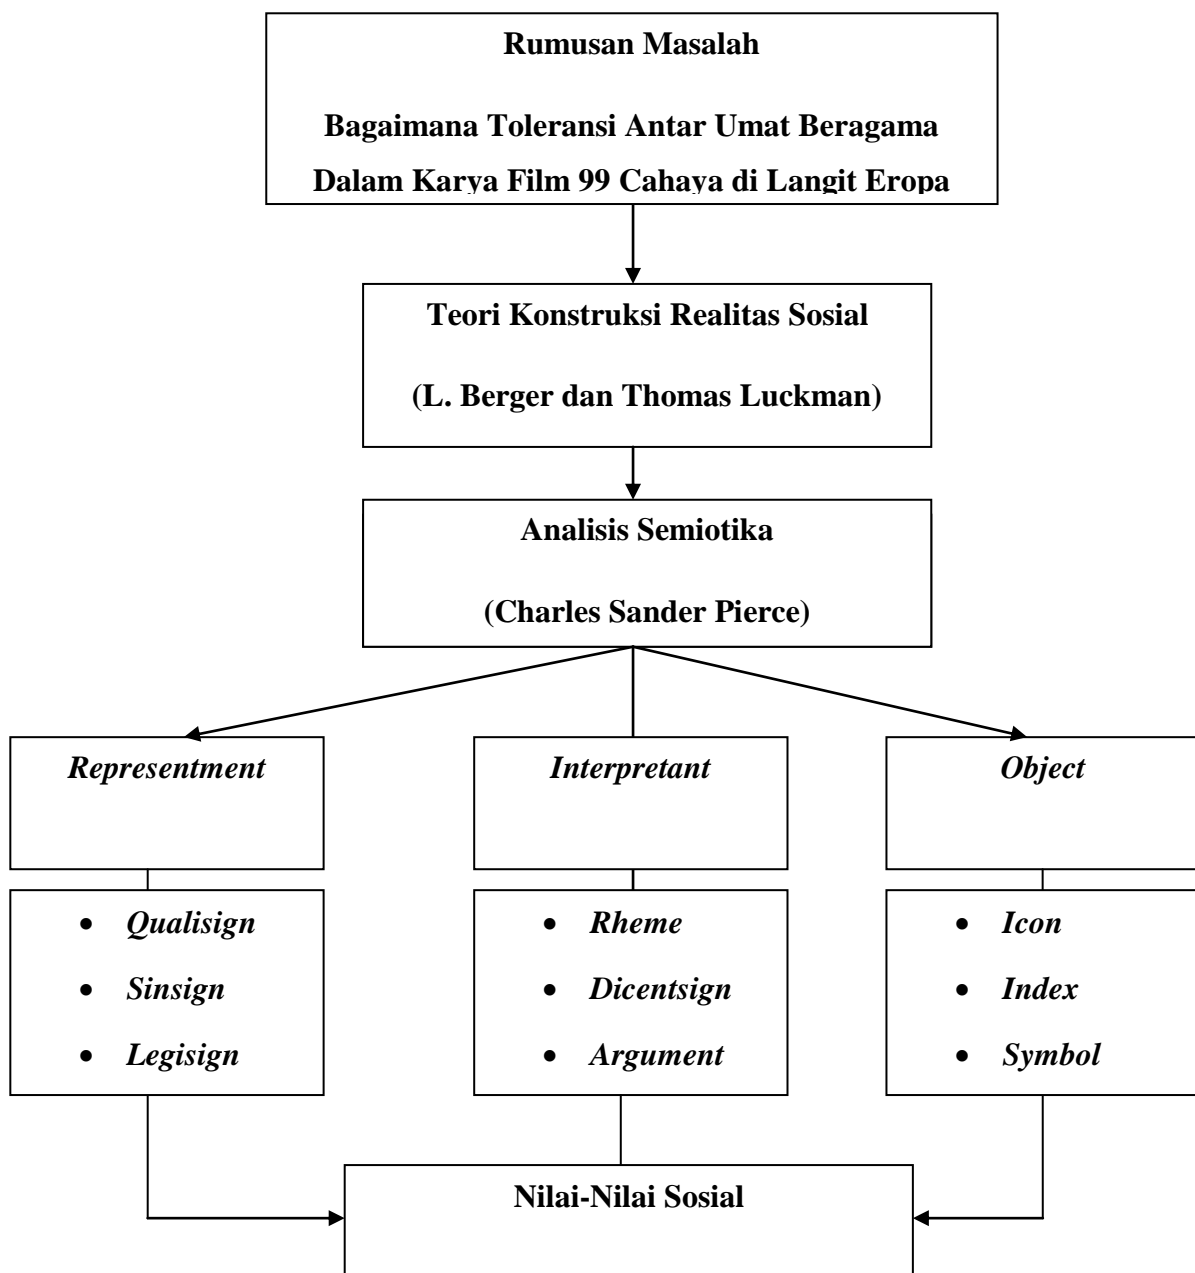 Rumusan Masalah
Bagaimana Toleransi Antar Umat Beragama
Dalam Karya Film 99 Cahaya di Langit Eropa
Teori Konstruksi Realitas Sosial
(L. Berger dan Thomas Luckman)
Analisis Semiotika
(Charles Sander Pierce)
Representment
Interpretant
Object
• Qualisign
• Sinsign
• Legisign
• Rheme
• Dicentsign
• Argument
• Icon
• Index
• Symbol
Nilai-Nilai Sosial